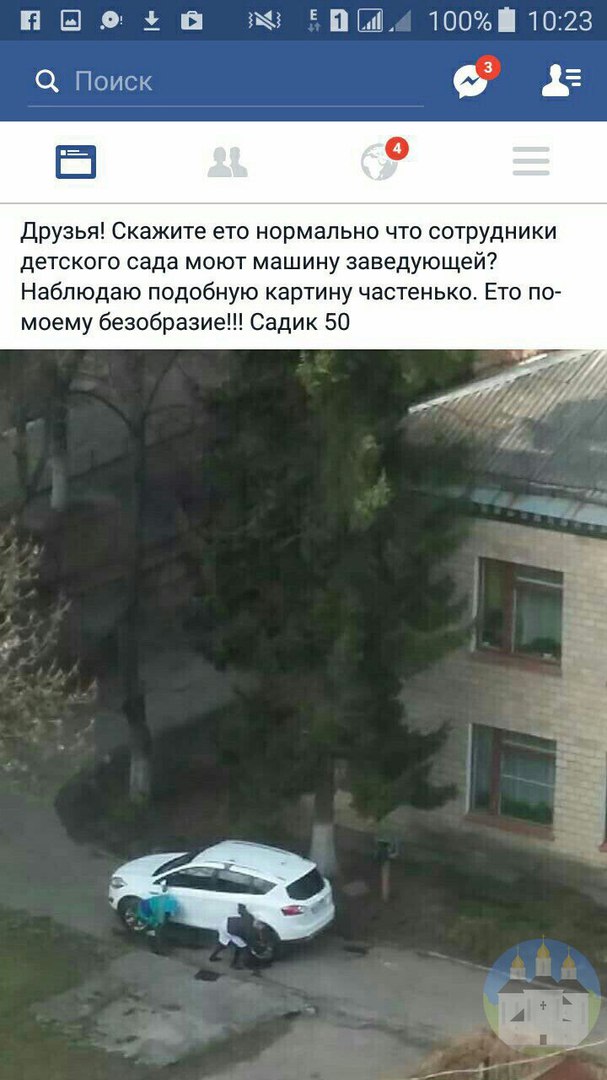 E 1 100% 10:23
Поиск
3
4
Друзья! Скажите ето нормально что сотрудники
детского сада моют машину заведующей?
Наблюдаю подобную картину частенько. Ето по-
моему безобразие!!! Садик 50